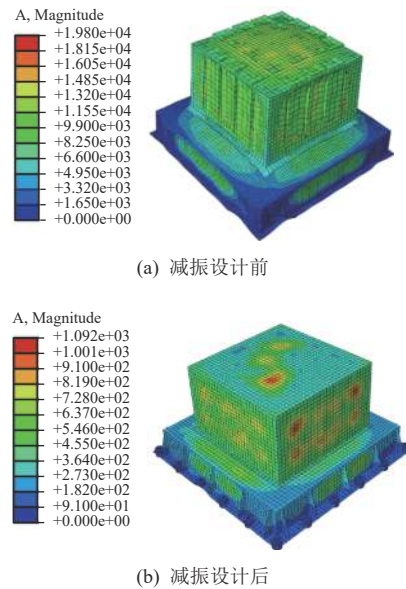 A, Magnitude
+1.980e+04
+1.815e+04
+1.605e+04
+1.485e+04
+1.320e+04
+1.155e+04
+9.900e+03
+8.250e+03
+6.600e+03
+4.950e+03
+3.320e+03
+1.650e+03
+0.000e+00
(a) 减振设计前
A, Magnitude
+1.092e+03
+1.001e+03
+9.100e+02
+8.190e+02
+7.280e+02
+6.370e+02
+5.460e+02
+4.550e+02
+3.640e+02
+2.730e+02
+1.820e+02
+9.100e+01
+0.000e+00
(b) 减振设计后